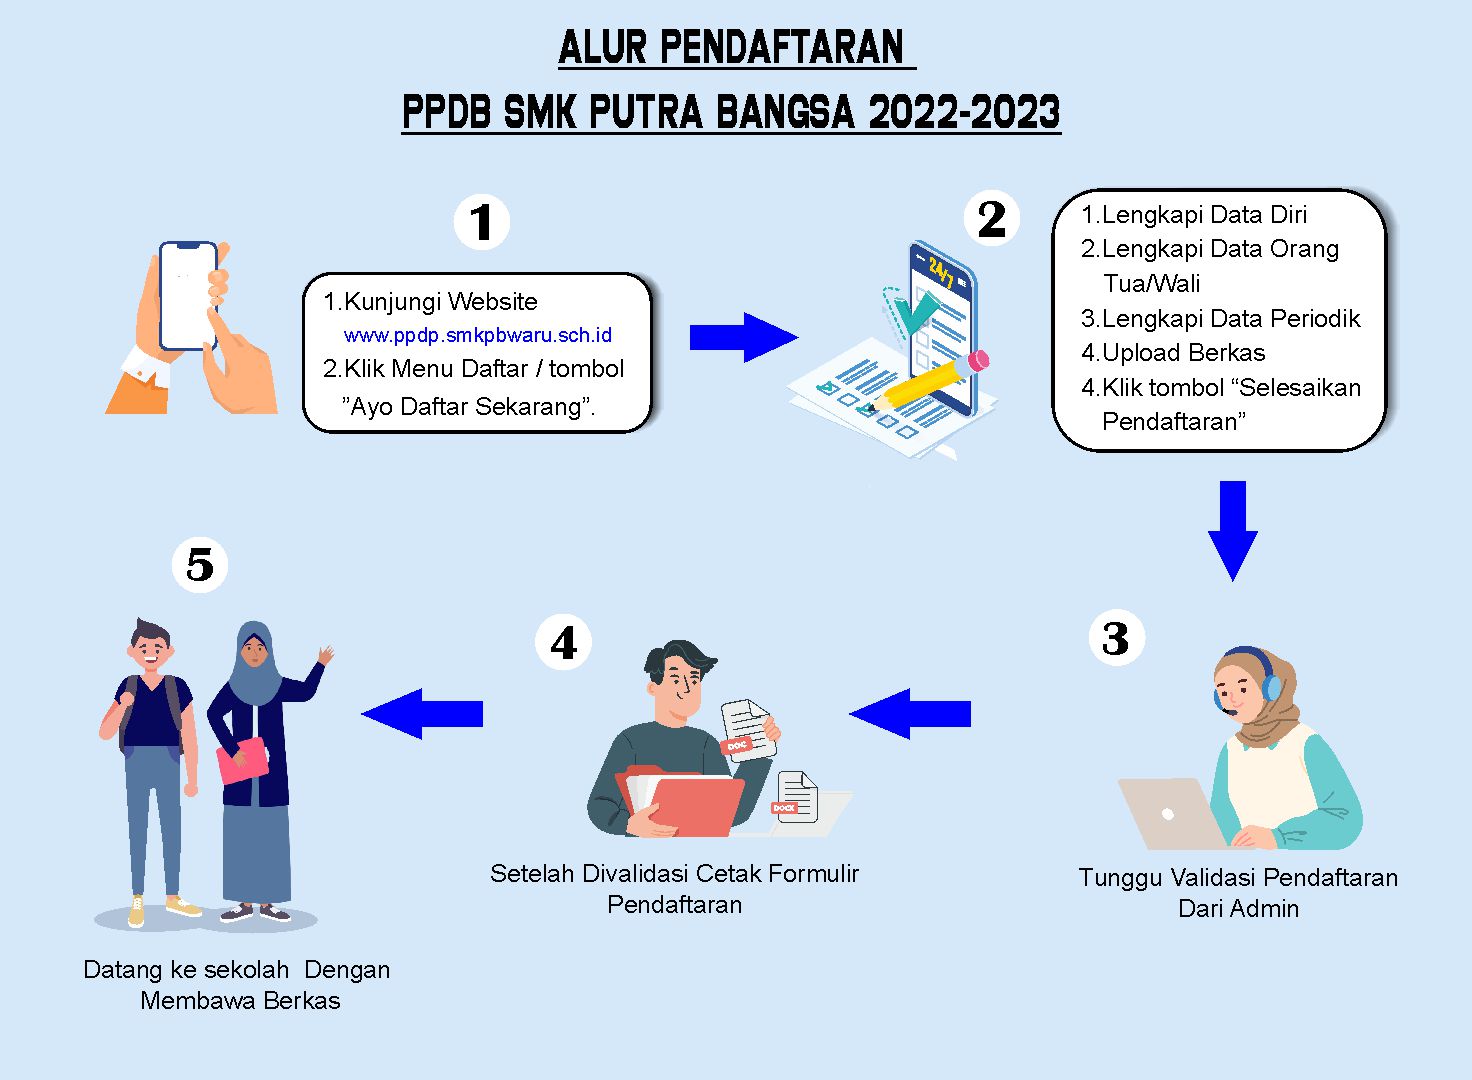 ALUR PENDAFTARAN
PPDB SMK PUTRA BANGSA 2022-2023
1
1.Kunjungi Website
www.ppdp.smkpbwaru.sch.id
2.Klik Menu Daftar / tombol
”Ayo Daftar Sekarang”.
2
24/7
1.Lengkapi Data Diri
2.Lengkapi Data Orang
Tua/Wali
3.Lengkapi Data Periodik
4.Upload Berkas
4.Klik tombol “Selesaikan
Pendaftaran”
3
Tunggu Validasi Pendaftaran
Dari Admin
4
DOC
DOCX
Setelah Divalidasi Cetak Formulir
Pendaftaran
5
Datang ke sekolah  Dengan
Membawa Berkas